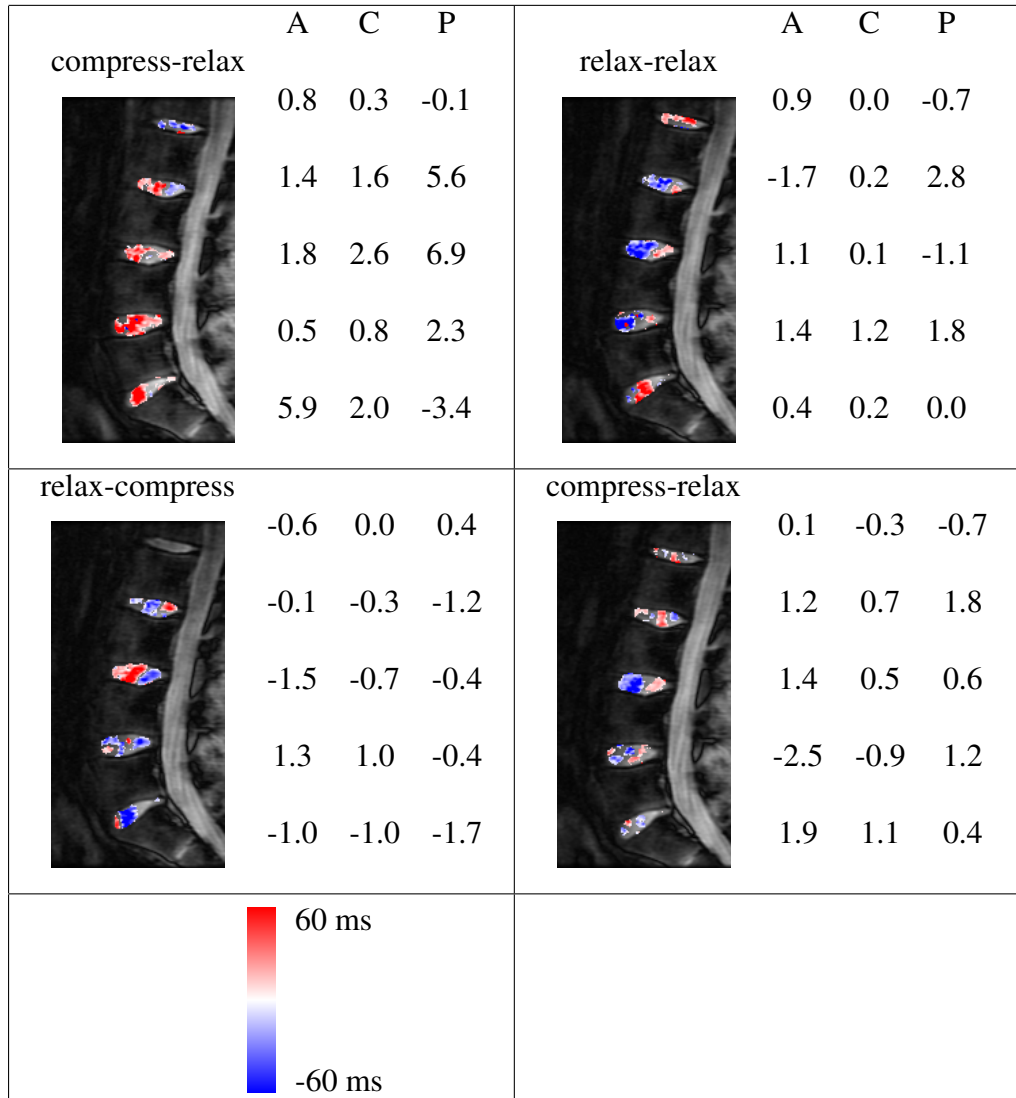 A C P
compress-relax
0.8 0.3 -0.1
1.4 1.6 5.6
1.8 2.6 6.9
0.5 0.8 2.3
5.9 2.0 -3.4
A C P
relax-relax
0.9 0.0 -0.7
-1.7 0.2 2.8
1.1 0.1 -1.1
1.4 1.2 1.8
0.4 0.2 0.0
relax-compress
-0.6 0.0 0.4
-0.1 -0.3 -1.2
-1.5 -0.7 -0.4
1.3 1.0 -0.4
-1.0 -1.0 -1.7
compress-relax
0.1 -0.3 -0.7
1.2 0.7 1.8
1.4 0.5 0.6
-2.5 -0.9 1.2
1.9 1.1 0.4
60 ms
-60 ms